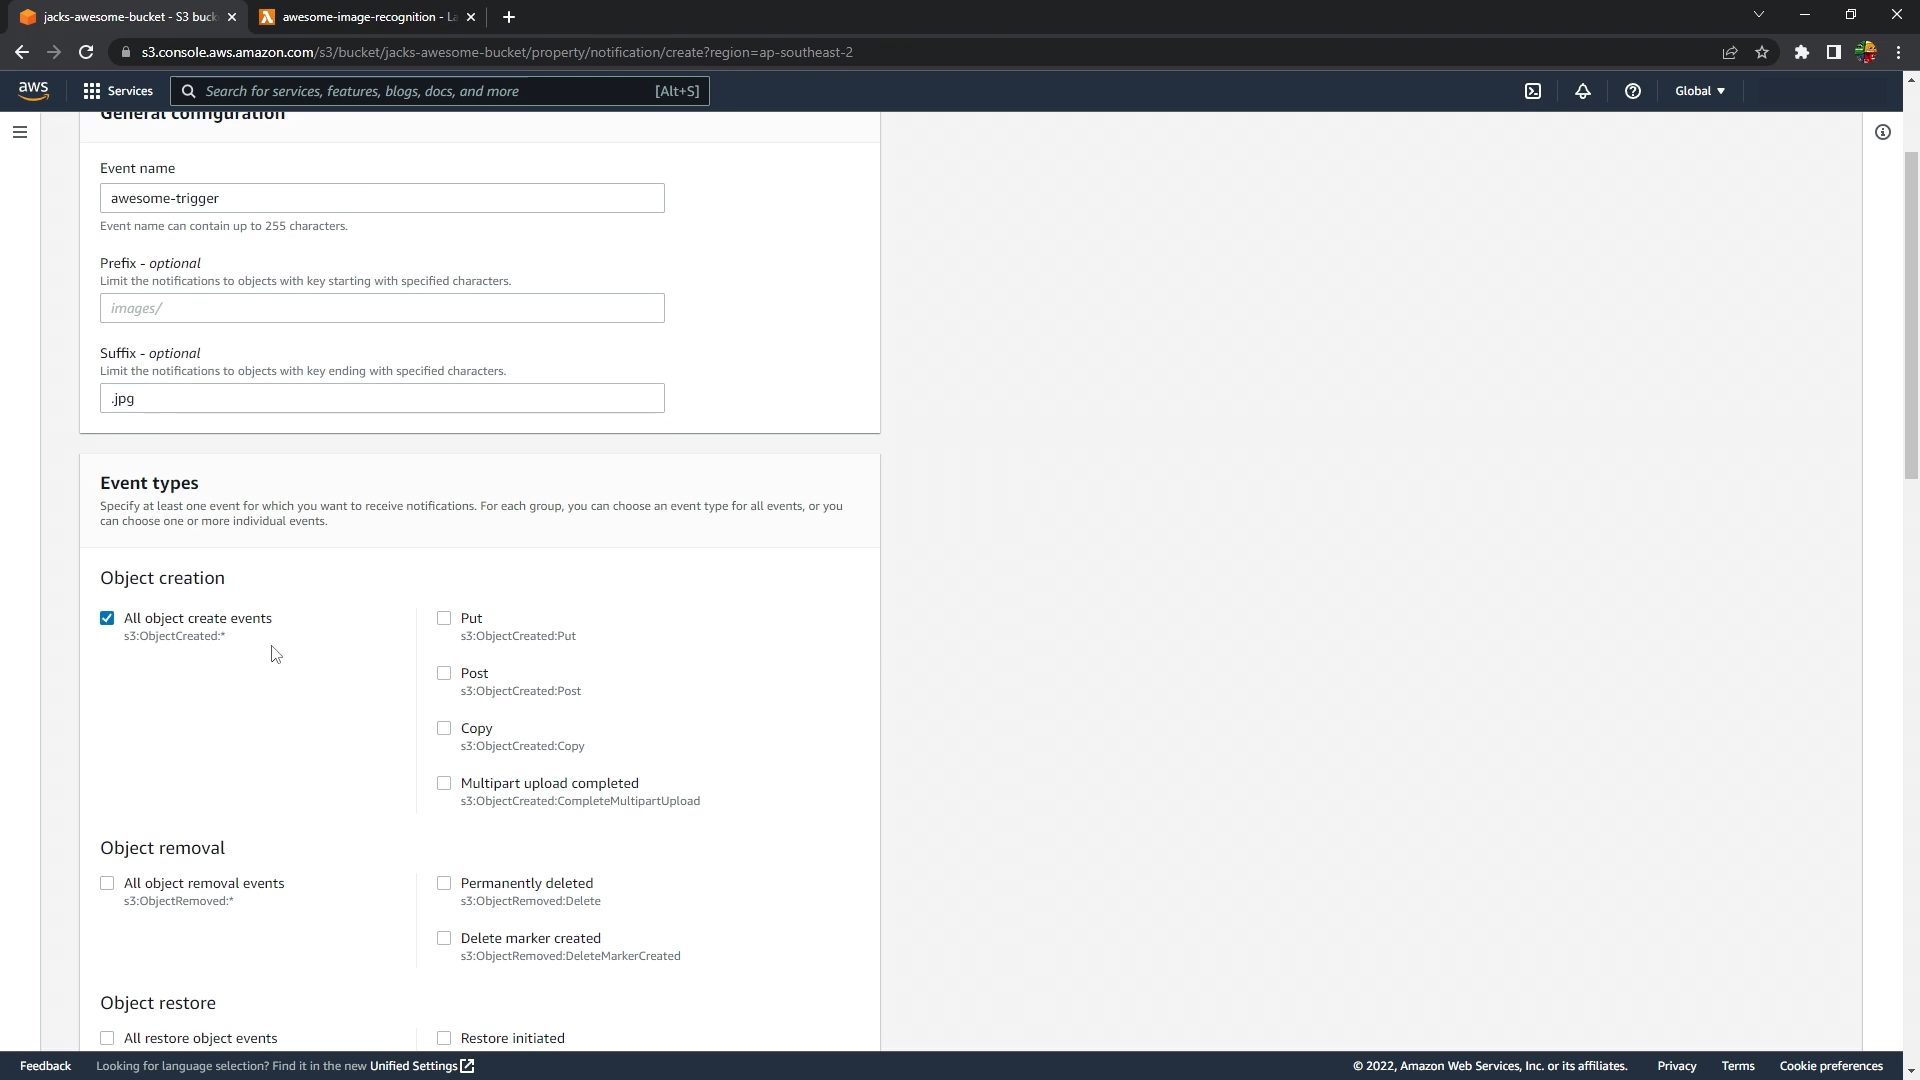 jacks-awesome-bucket - S3 buck
awesome-image-recognition - La
s3.console.aws.amazon.com/s3/bucket/jacks-awesome-bucket/property/notification/create?region=ap-southeast-2
aws
Services
Search for services, features, blogs, docs, and more
[Alt+S]
Global
General configuration
Event name
awesome-trigger
Event name can contain up to 255 characters.
Prefix - optional
Limit the notifications to objects with key starting with specified characters.
images/
Suffix - optional
Limit the notifications to objects with key ending with specified characters.
.jpg
Event types
Specify at least one event for which you want to receive notifications. For each group, you can choose an event type for all events, or you
can choose one or more individual events.
Object creation
All object create events
s3:ObjectCreated:*
Put
s3:ObjectCreated:Put
Post
s3:ObjectCreated:Post
Copy
s3:ObjectCreated:Copy
Multipart upload completed
s3:ObjectCreated:CompleteMultipartUpload
Object removal
All object removal events
s3:ObjectRemoved:*
Permanently deleted
s3:ObjectRemoved:Delete
Delete marker created
s3:ObjectRemoved:DeleteMarkerCreated
Object restore
All restore object events
Restore initiated
Feedback
Looking for language selection? Find it in the new Unified Settings
© 2022, Amazon Web Services, Inc. or its affiliates.
Privacy
Terms
Cookie preferences